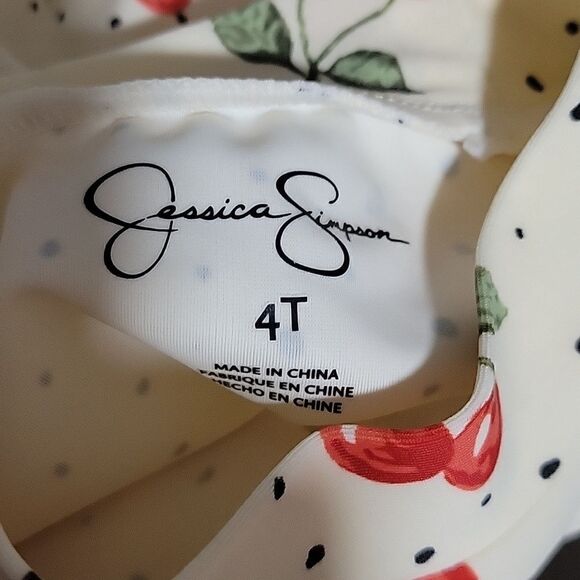 Jessica Simpson
4T
MADE IN CHINA
FABRIQUE EN CHINE
HECHO EN CHINE